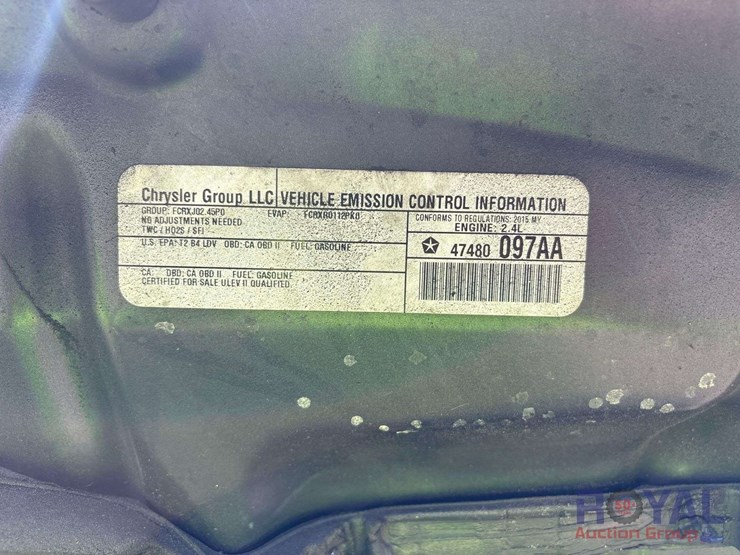 Chrysler Group LLC VEHICLE EMISSION CONTROL INFORMATION
GROUP: FCRXJ02.45P0 EVAP: FCRXR0112PK0
NO ADJUSTMENTS NEEDED
TWC / HO2S / SFI
CONFORMS TO REGULATIONS: 2015 MY
ENGINE: 2.4L
U.S. EPA: T2 B4 LDV OBD: CA OBD II FUEL: GASOLINE
47480 097AA
CA OBD: CA OBD II FUEL: GASOLINE
CERTIFIED FOR SALE ULEV II QUALIFIED.
ROYAL
Auction Group